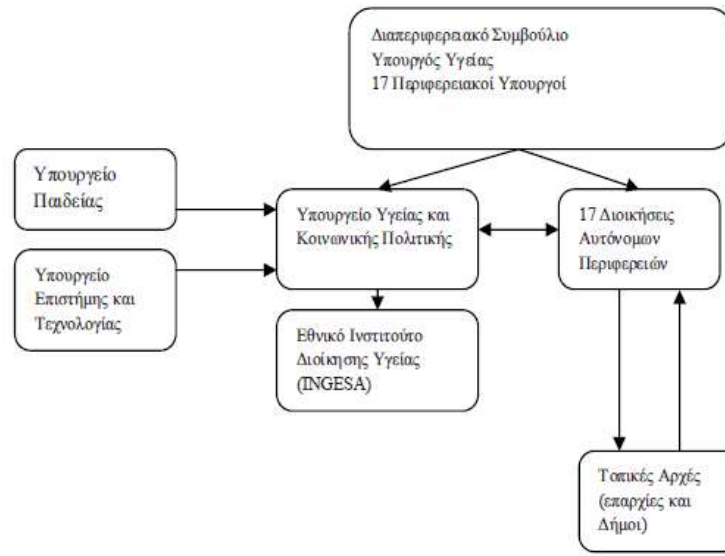 Διαπεριφερειακό Συμβούλιο
Υπουργός Υγείας
17 Περιφερειακοί Υπουργοί
Υπουργείο
Παιδείας
Υπουργείο Υγείας και
Κοινωνικής Πολιτικής
17 Διοικήσεις
Αυτόνομων
Περιφερειών
Υπουργείο
Επιστήμης και
Τεχνολογίας
Εθνικό Ινστιτούτο
Διοίκησης Υγείας
(INGESA)
Τοπικές Αρχές
(επαρχίες και
Δήμοι)